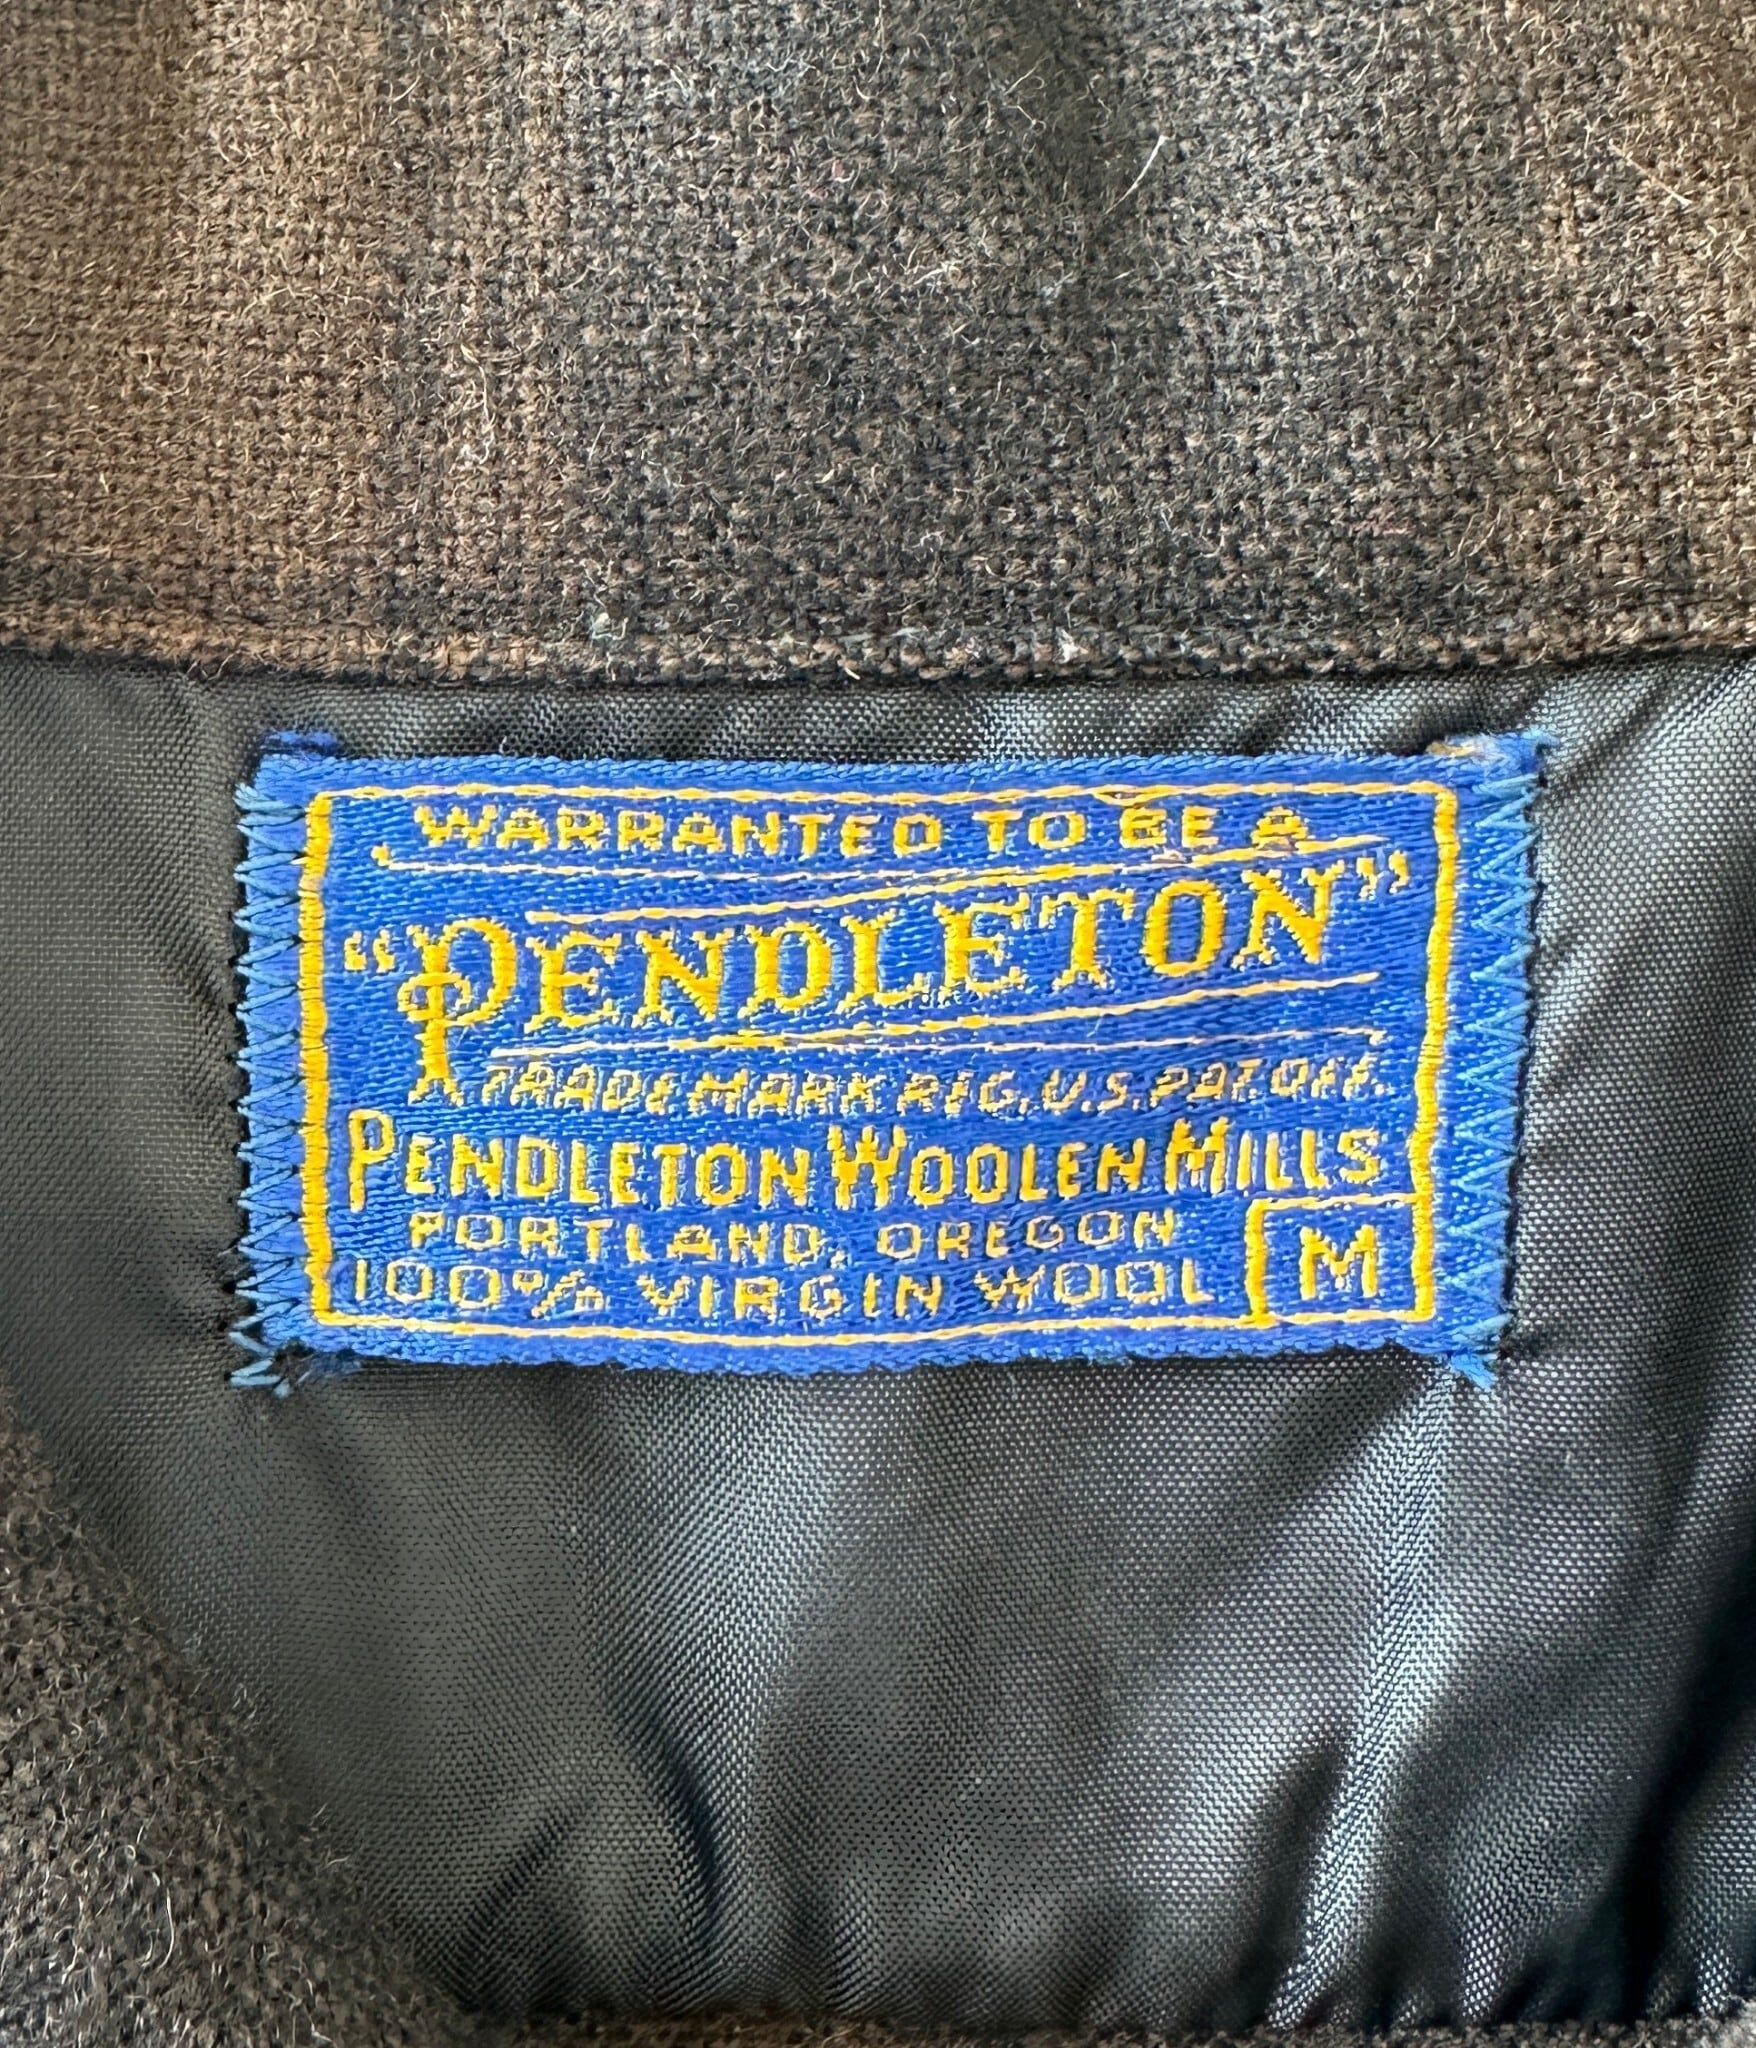 WARRANTED TO BE A
“PENDLETON”
TRADE MARK REG. U.S. PAT. OFF.
PENDLETON WOOLEN MILLS
PORTLAND, OREGON
100% VIRGIN WOOL
M